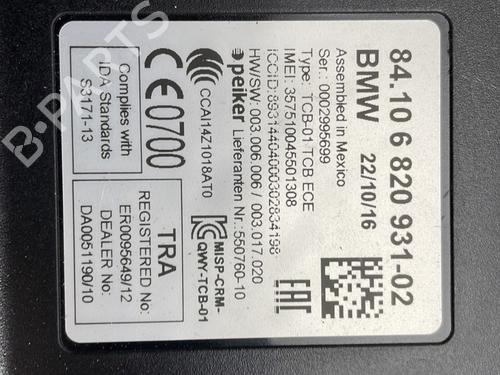 84.10 6 820 931-02
BMW 22/10/16
Assembled in Mexico
Ser.: 0002995699
Type: TCB-01 TCB ECE
IMEI: 357510045501308
iCCID:89314404000302834198
HW/SW: 003.006.006 / 003.017.020
peiker Lieferanten Nr.: 550760-10
CCAI14Z1018AT0
MISP-CRM-
QWY-TCB-01
EAC
CE0700
TRA
REGISTERED No:
ER0095649/12
DEALER No:
DA0051190/10
Complies with
IDA Standards
S3171-13
B-PARTS